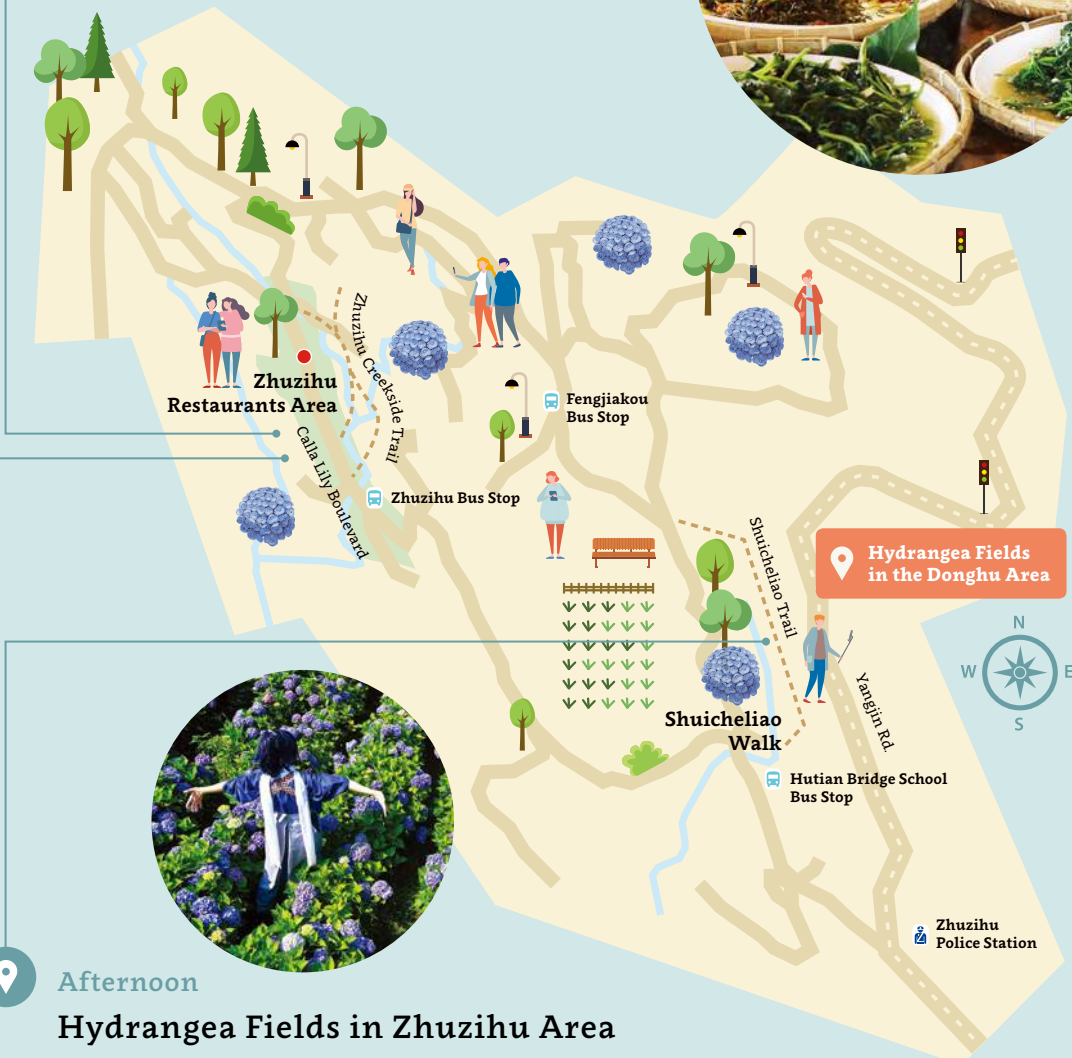 Zhuzihu Creekside Trail
Zhuzihu
Restaurants Area
Fengjiakou
Bus Stop
Calla Lily Boulevard
Zhuzihu Bus Stop
Shuicheliao Trail
Hydrangea Fields
in the Donghu Area
N
W
E
S
Yangjin Rd.
Shuicheliao
Walk
Hutian Bridge School
Bus Stop
Zhuzihu
Police Station
Afternoon
Hydrangea Fields in Zhuzihu Area